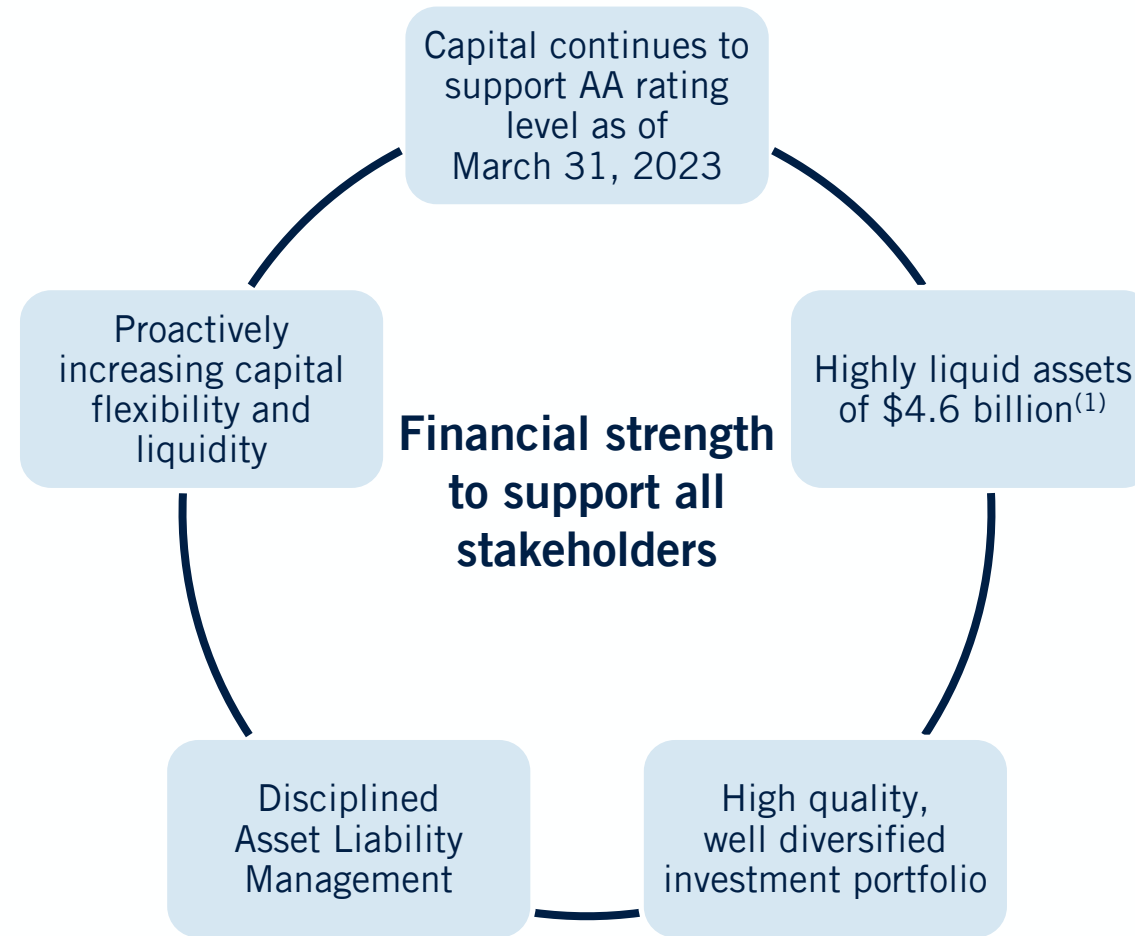 Capital continues to
support AA rating
level as of
March 31, 2023
Proactively
increasing capital
flexibility and
liquidity
Highly liquid assets
of $4.6 billion(1)
Financial strength
to support all
stakeholders
Disciplined
Asset Liability
Management
High quality,
well diversified
investment portfolio